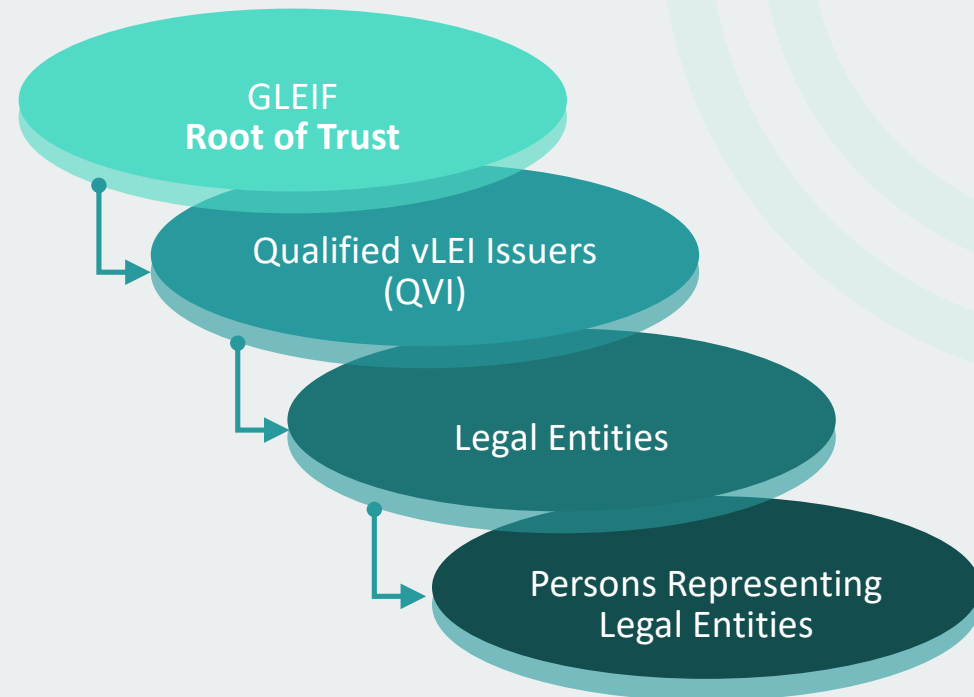 GLEIF
Root of Trust
Qualified vLEI Issuers
(QVI)
Legal Entities
Persons Representing
Legal Entities